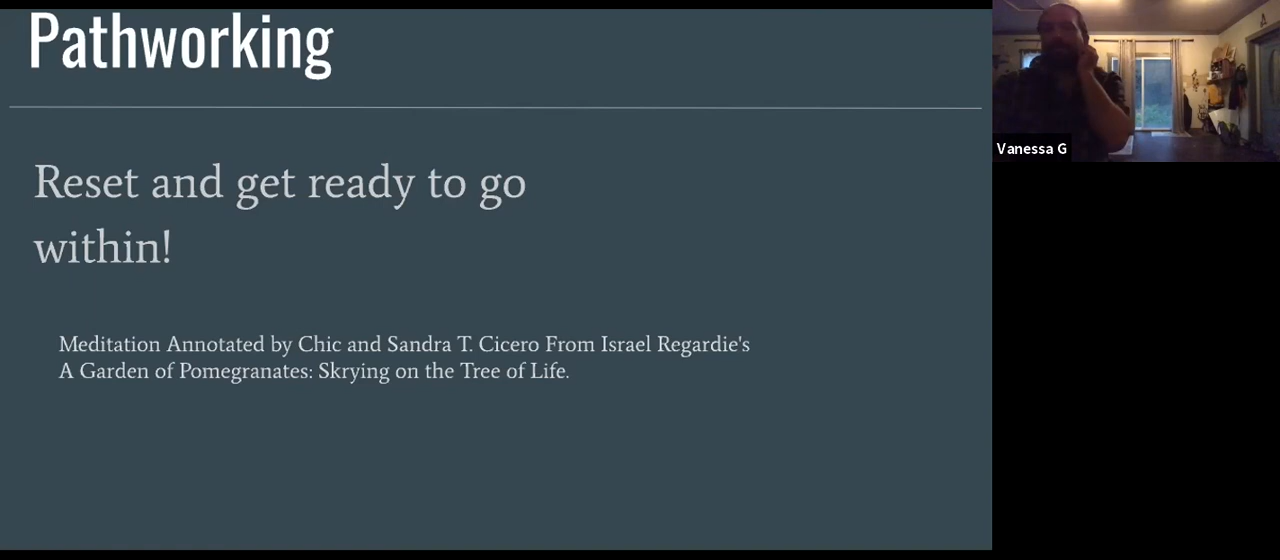 Pathworking
Reset and get ready to go
within!
Meditation Annotated by Chic and Sandra T. Cicero From Israel Regardie's
A Garden of Pomegranates: Skrying on the Tree of Life.
Vanessa G